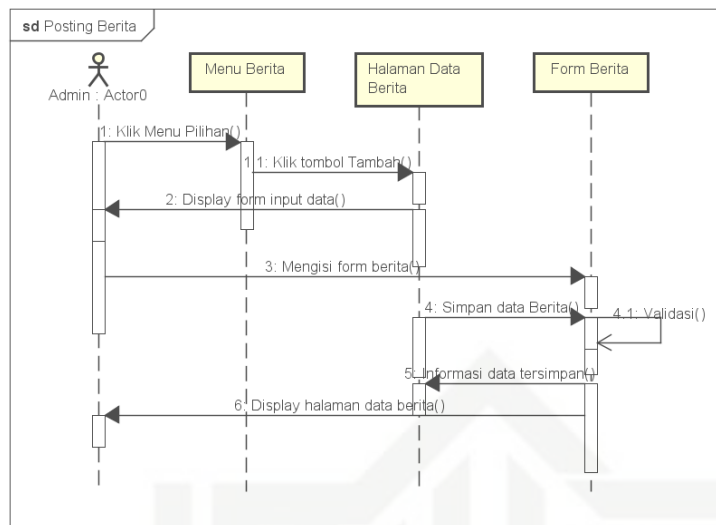 sd Posting Berita
Menu Berita
Halaman Data
Berita
Form Berita
Admin : Actor0
1: Klik Menu Pilihan()
1.1: Klik tombol Tambah()
2: Display form input data()
3: Mengisi form berita()
4: Simpan data Berita()
4.1: Validasi()
5: Informasi data tersimpan()
6: Display halaman data berita()